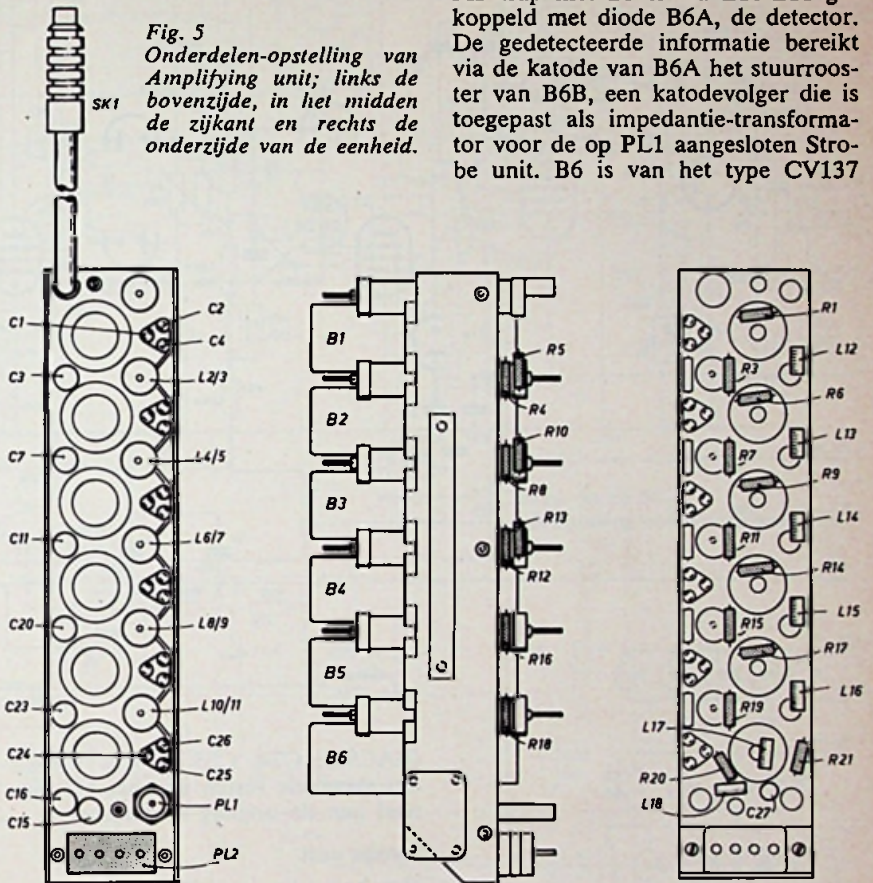 Fig. 5
Onderdelen-opstelling van
Amplifying unit; links de
bovenzijde, in het midden
de zijkant en rechts de
onderzijde van de eenheid.
koppeld met diode B6A, de detector.
De gedetecteerde informatie bereikt
via de katode van B6A het stuurroos-
ter van B6B, een katodevolger die is
toegepast als impedantie-transforma-
tor voor de op PL1 aangesloten Stro-
be unit. B6 is van het type CV137
SK1
C1
C2
C4
C3
L2/3
C7
L4/5
C11
L6/7
C20
L8/9
C23
L10/11
C24
C26
C25
C16
C15
PL1
PL2
B1
B2
B3
B4
B5
B6
R5
R4
R10
R8
R13
R12
R16
R18
R1
L12
R3
R6
L13
R7
R9
L14
R11
R14
L15
R15
R17
L16
R19
L17
R20
R21
L18
C27